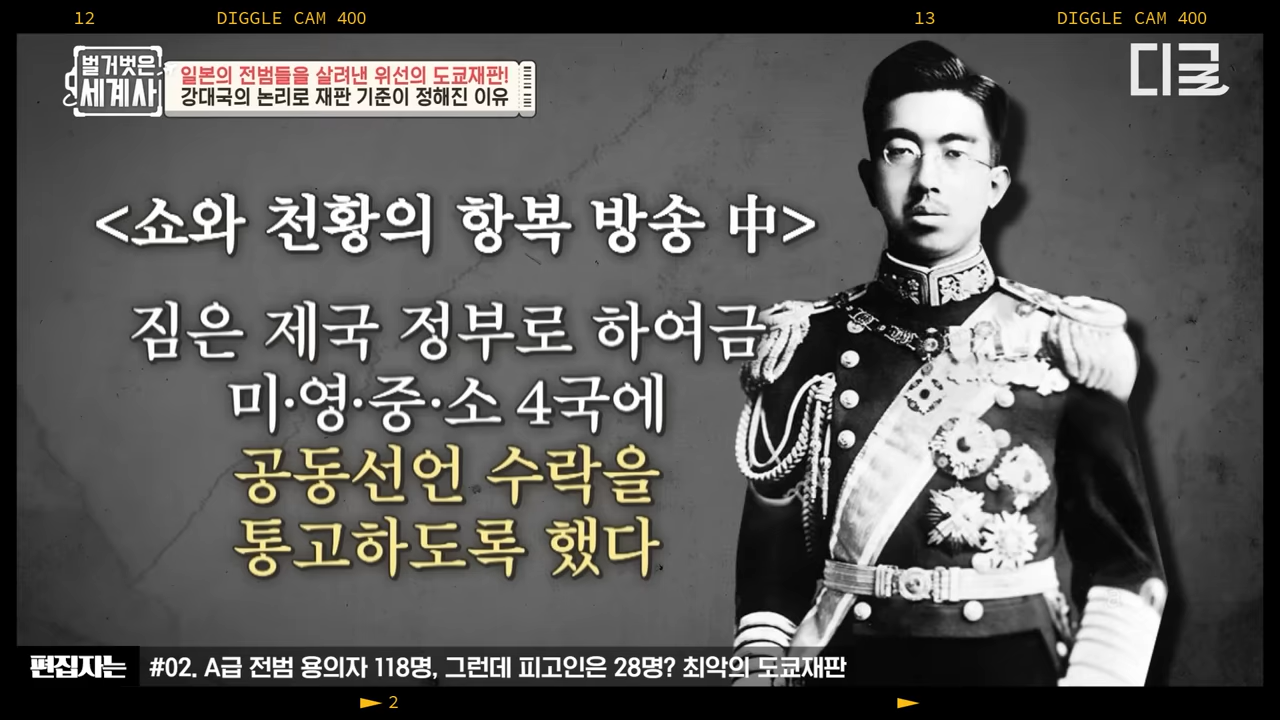 12 DIGGLE CAM 400 13 DIGGLE CAM 400
벌거벗은
세계사
일본의 전범들을 살려낸 위선의 도쿄재판!
강대국의 논리로 재판 기준이 정해진 이유
디글
<쇼와 천황의 항복 방송 中>
짐은 제국 정부로 하여금
미·영·중·소 4국에
공동선언 수락을
통고하도록 했다
편집자는 #02. A급 전범 용의자 118명, 그런데 피고인은 28명? 최악의 도쿄재판
2